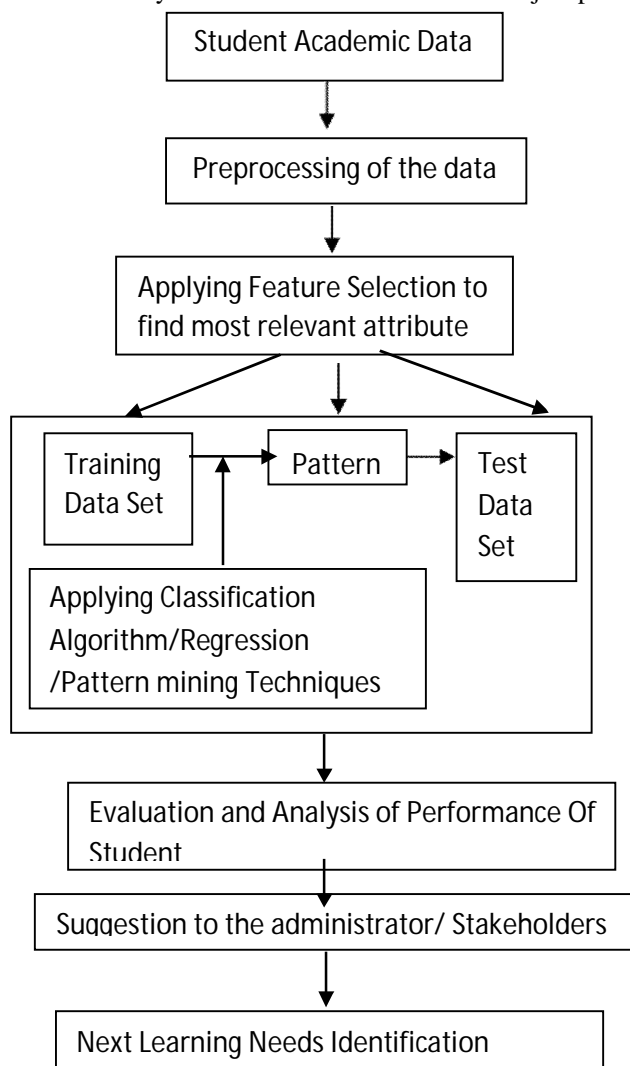 Student Academic Data
Preprocessing of the data
Applying Feature Selection to
find most relevant attribute
Training
Data Set
Pattern
Test
Data
Set
Applying Classification
Algorithm/Regression
/Pattern mining Techniques
Evaluation and Analysis of Performance Of
Student
Suggestion to the administrator/ Stakeholders
Next Learning Needs Identification